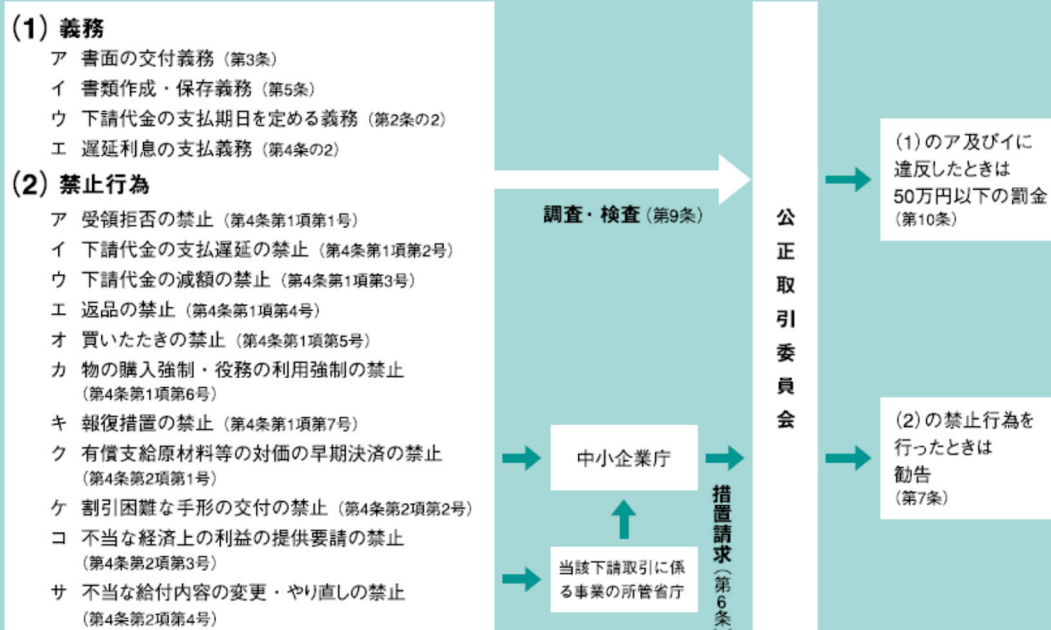 (1) 義務
ア 書面の交付義務（第3条）
イ 書類作成・保存義務（第5条）
ウ 下請代金の支払期日を定める義務（第2条の2）
エ 遅延利息の支払義務（第4条の2）
(2) 禁止行為
ア 受領拒否の禁止（第4条第1項第1号）
イ 下請代金の支払遅延の禁止（第4条第1項第2号）
ウ 下請代金の減額の禁止（第4条第1項第3号）
エ 返品の禁止（第4条第1項第4号）
オ 買いたたきの禁止（第4条第1項第5号）
カ 物の購入強制・役務の利用強制の禁止
（第4条第1項第6号）
キ 報復措置の禁止（第4条第1項第7号）
ク 有償支給原材料等の対価の早期決済の禁止
（第4条第2項第1号）
ケ 割引困難な手形の交付の禁止（第4条第2項第2号）
コ 不当な経済上の利益の提供要請の禁止
（第4条第2項第3号）
サ 不当な給付内容の変更・やり直しの禁止
（第4条第2項第4号）
調査・検査（第9条）
中小企業庁
当該下請取引に係
る事業の所管省庁
措置請求（第6条
公正取引委員会
(1)のア及びイに
違反したときは
50万円以下の罰金
（第10条）
(2)の禁止行為を
行ったときは
勧告
（第7条）